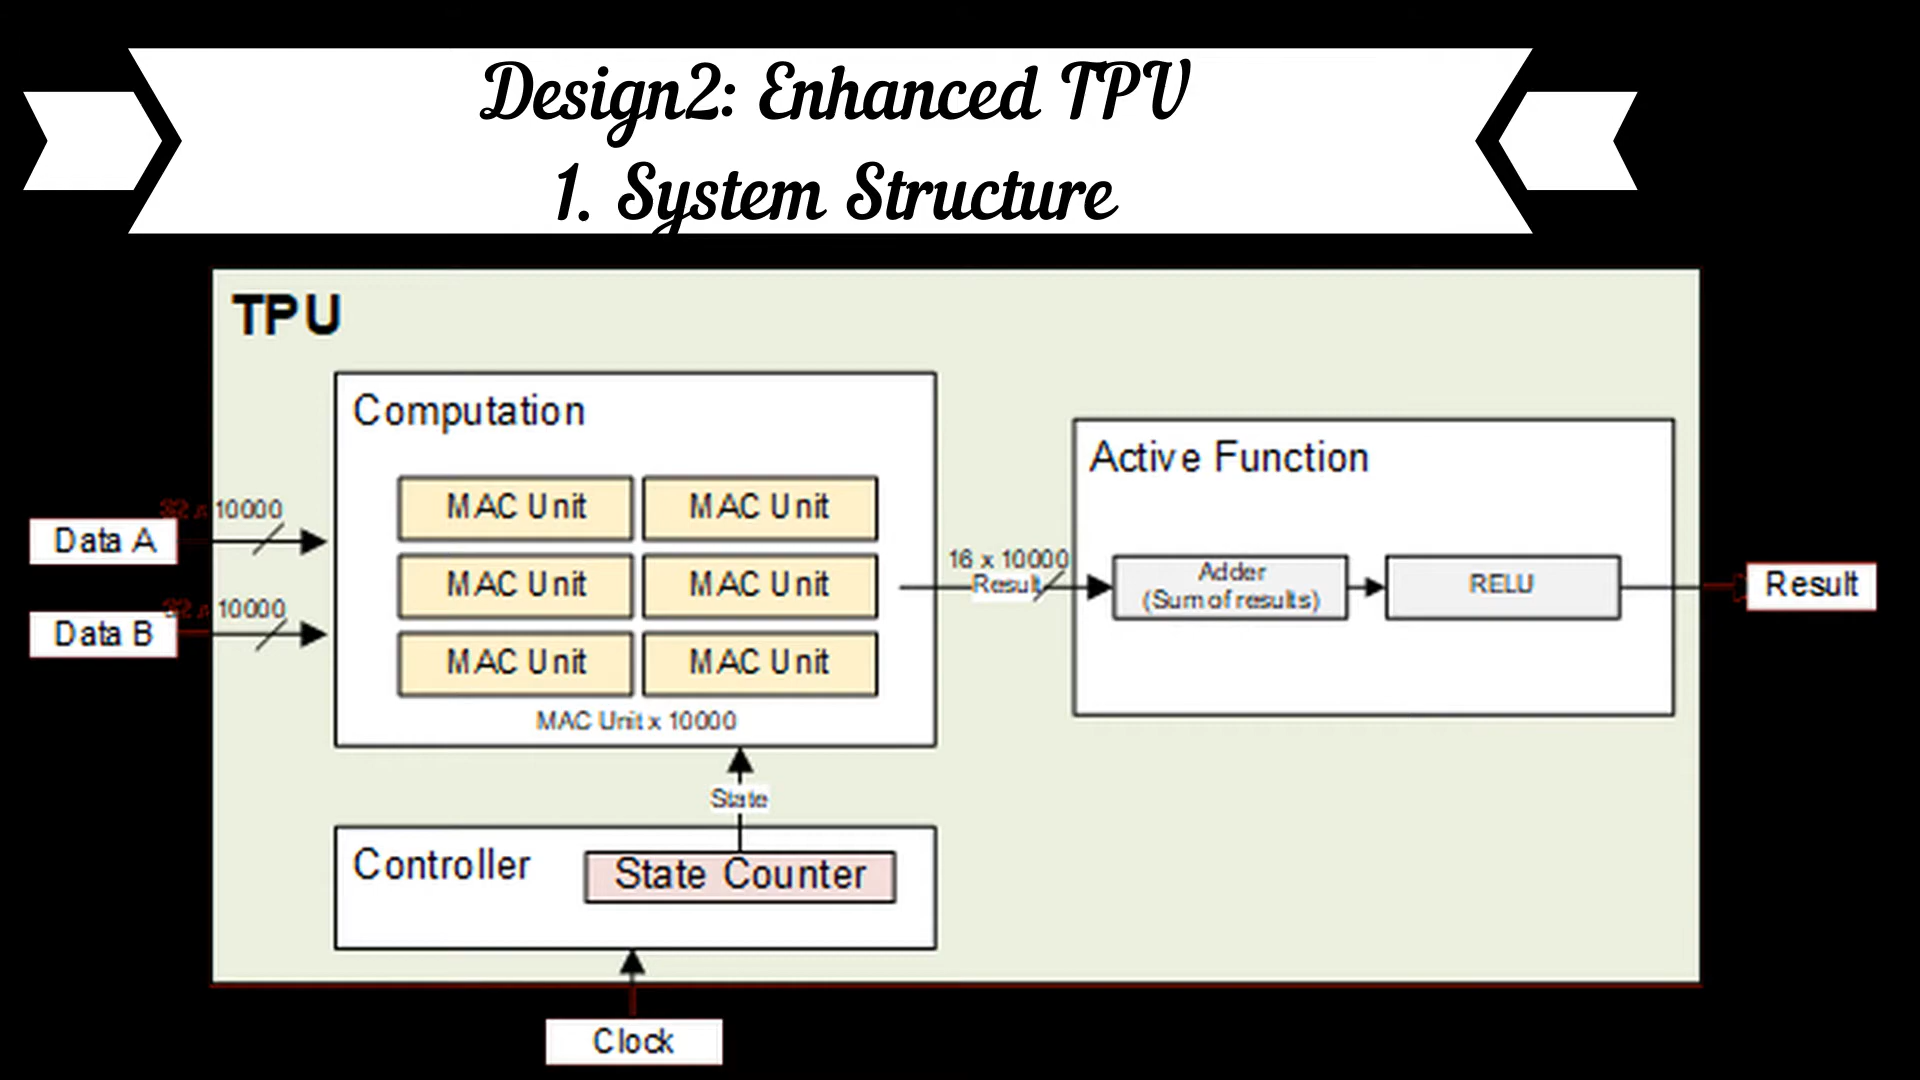 Design2: Enhanced TPU
1. System Structure
TPU
Computation
MAC Unit MAC Unit
MAC Unit MAC Unit
MAC Unit MAC Unit
MAC Unit x 10000
Active Function
Adder
(Sum of results)
RELU
16 x 10000
Result
32 x 10000
Data A
32 x 10000
Data B
Result
State
Controller
State Counter
Clock